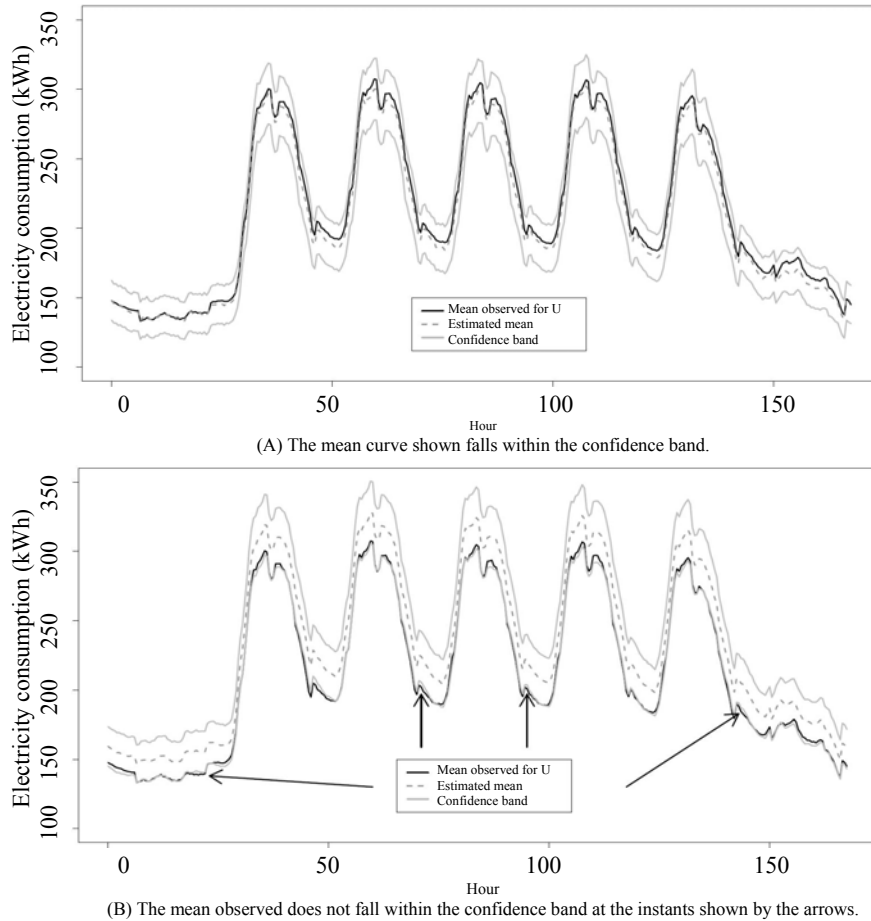 350
300
250
200
150
100
Electricity consumption (kWh)
Mean observed for U
Estimated mean
Confidence band
0
50
100
150
Hour
(A) The mean curve shown falls within the confidence band.
350
300
250
200
150
100
Electricity consumption (kWh)
Mean observed for U
Estimated mean
Confidence band
0
50
100
150
Hour
(B) The mean observed does not fall within the confidence band at the instants shown by the arrows.